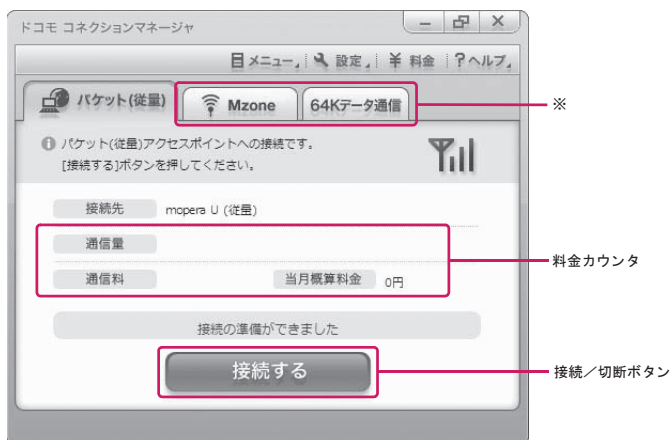 ドコモ コネクションマネージャ
メニュー 設定 ¥ 料金 ?ヘルプ
パケット(従量) Mzone 64Kデータ通信
※
パケット(従量)アクセスポイントへの接続です。
[接続する]ボタンを押してください。
接続先 mopera U (従量)
通信量
料金カウンタ
通信料 当月概算料金 0円
接続の準備ができました
接続する
接続/切断ボタン